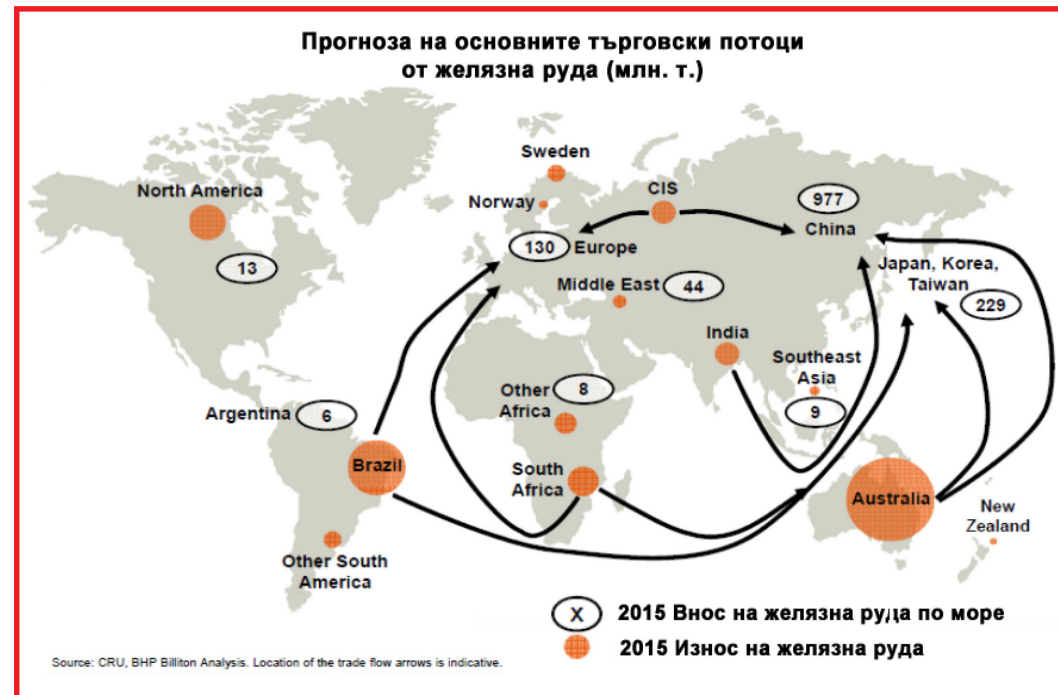 Прогноза на основните търговски потоци
от желязна руда (млн. т.)
Sweden
North America
CIS
977
Norway
China
130 Europe
13
Japan, Korea,
Taiwan
Middle East 44
229
India
Southeast
Asia
Other
Africa
8
Argentina 6
9
Brazil
South
Africa
Australia
New
Zealand
Other South
America
X 2015 Внос на желязна руда по море
2015 Износ на желязна руда
Source: CRU, BHP Billiton Analysis. Location of the trade flow arrows is indicative.